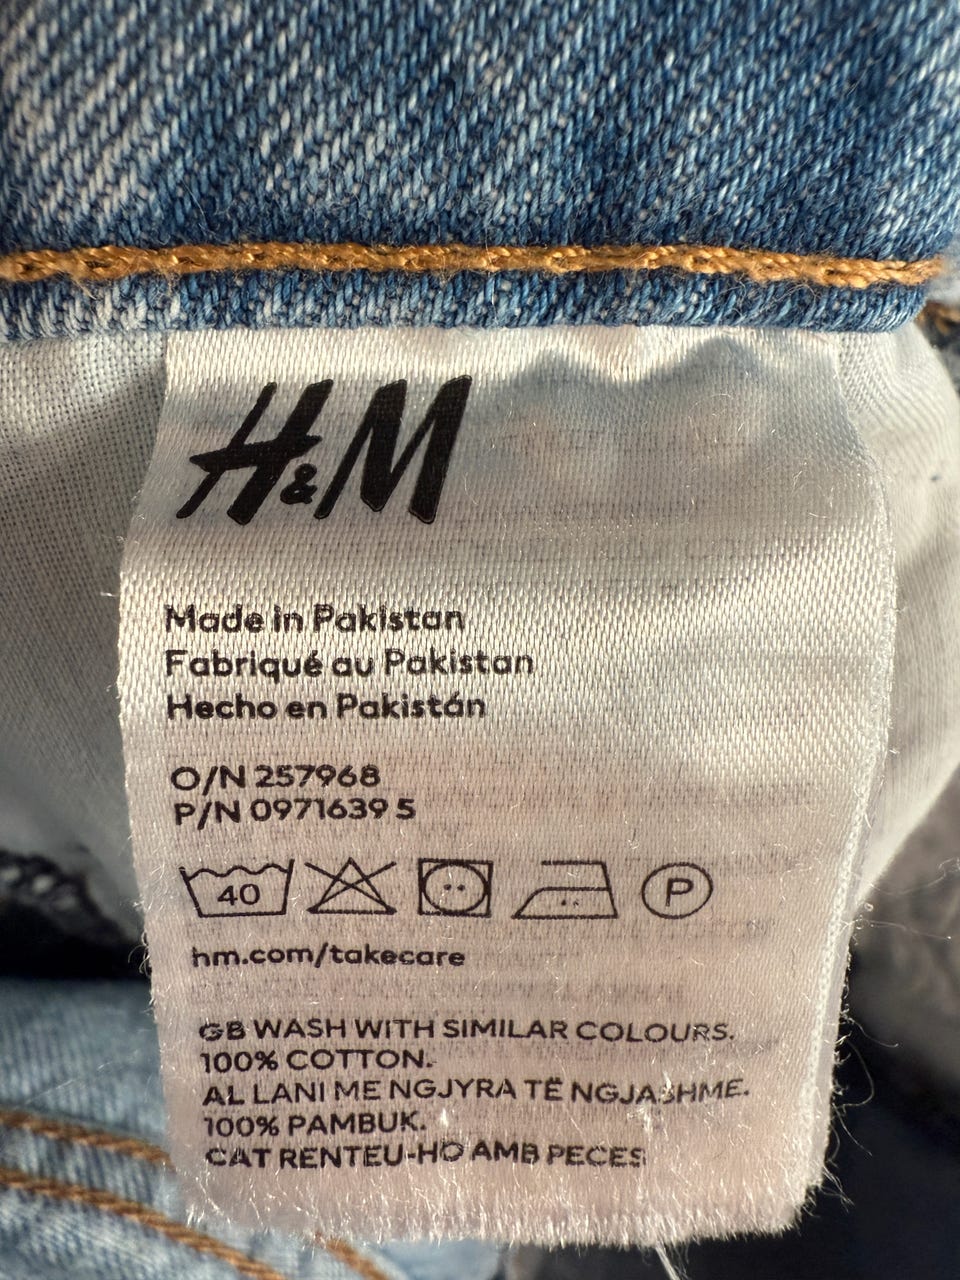 H&M
Made in Pakistan
Fabriqué au Pakistan
Hecho en Pakistán
O/N 257968
P/N 0971639 5
40 P
hm.com/takecare
GB WASH WITH SIMILAR COLOURS.
100% COTTON.
AL LANI ME NGJYRA TË NGJASHME.
100% PAMBUK.
CAT RENTEU-HO AMB PECES